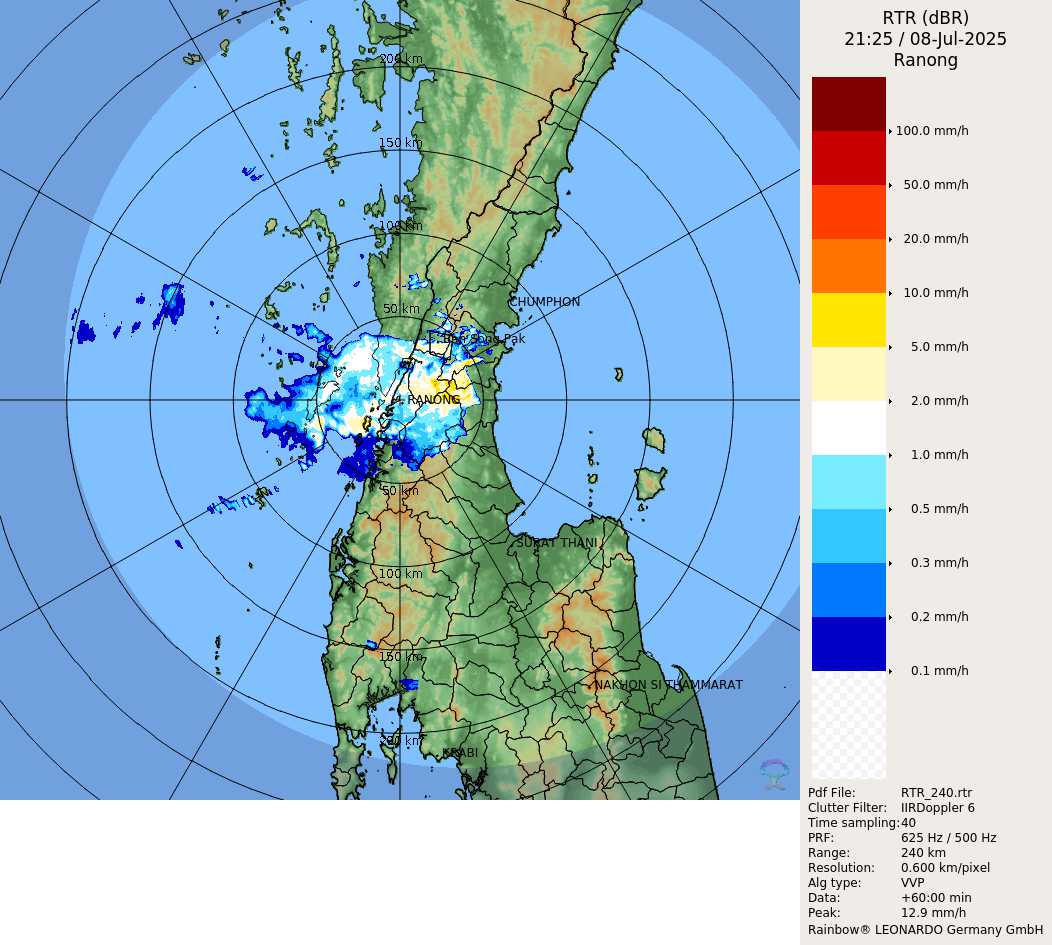 RTR (dBR)
21:25 / 08-Jul-2025
Ranong
200 km
150 km
100 km
50 km
CHUMPHON
Ban Song Pak
RANONG
50 km
SURAT THANI
100 km
150 km
NAKHON SI THAMMARAT
200 km
KRABI
100.0 mm/h
50.0 mm/h
20.0 mm/h
10.0 mm/h
5.0 mm/h
2.0 mm/h
1.0 mm/h
0.5 mm/h
0.3 mm/h
0.2 mm/h
0.1 mm/h
Pdf File: RTR_240.rtr
Clutter Filter: IIRDoppler 6
Time sampling:40
PRF: 625 Hz / 500 Hz
Range: 240 km
Resolution: 0.600 km/pixel
Alg type: VVP
Data: +60:00 min
Peak: 12.9 mm/h
Rainbow® LEONARDO Germany GmbH